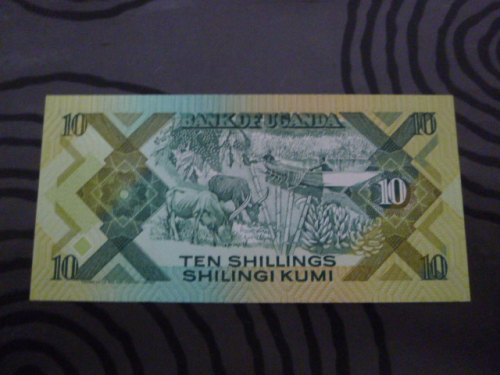 10 BANK OF UGANDA 10
10
TEN SHILLINGS
SHILINGI KUMI
10 10